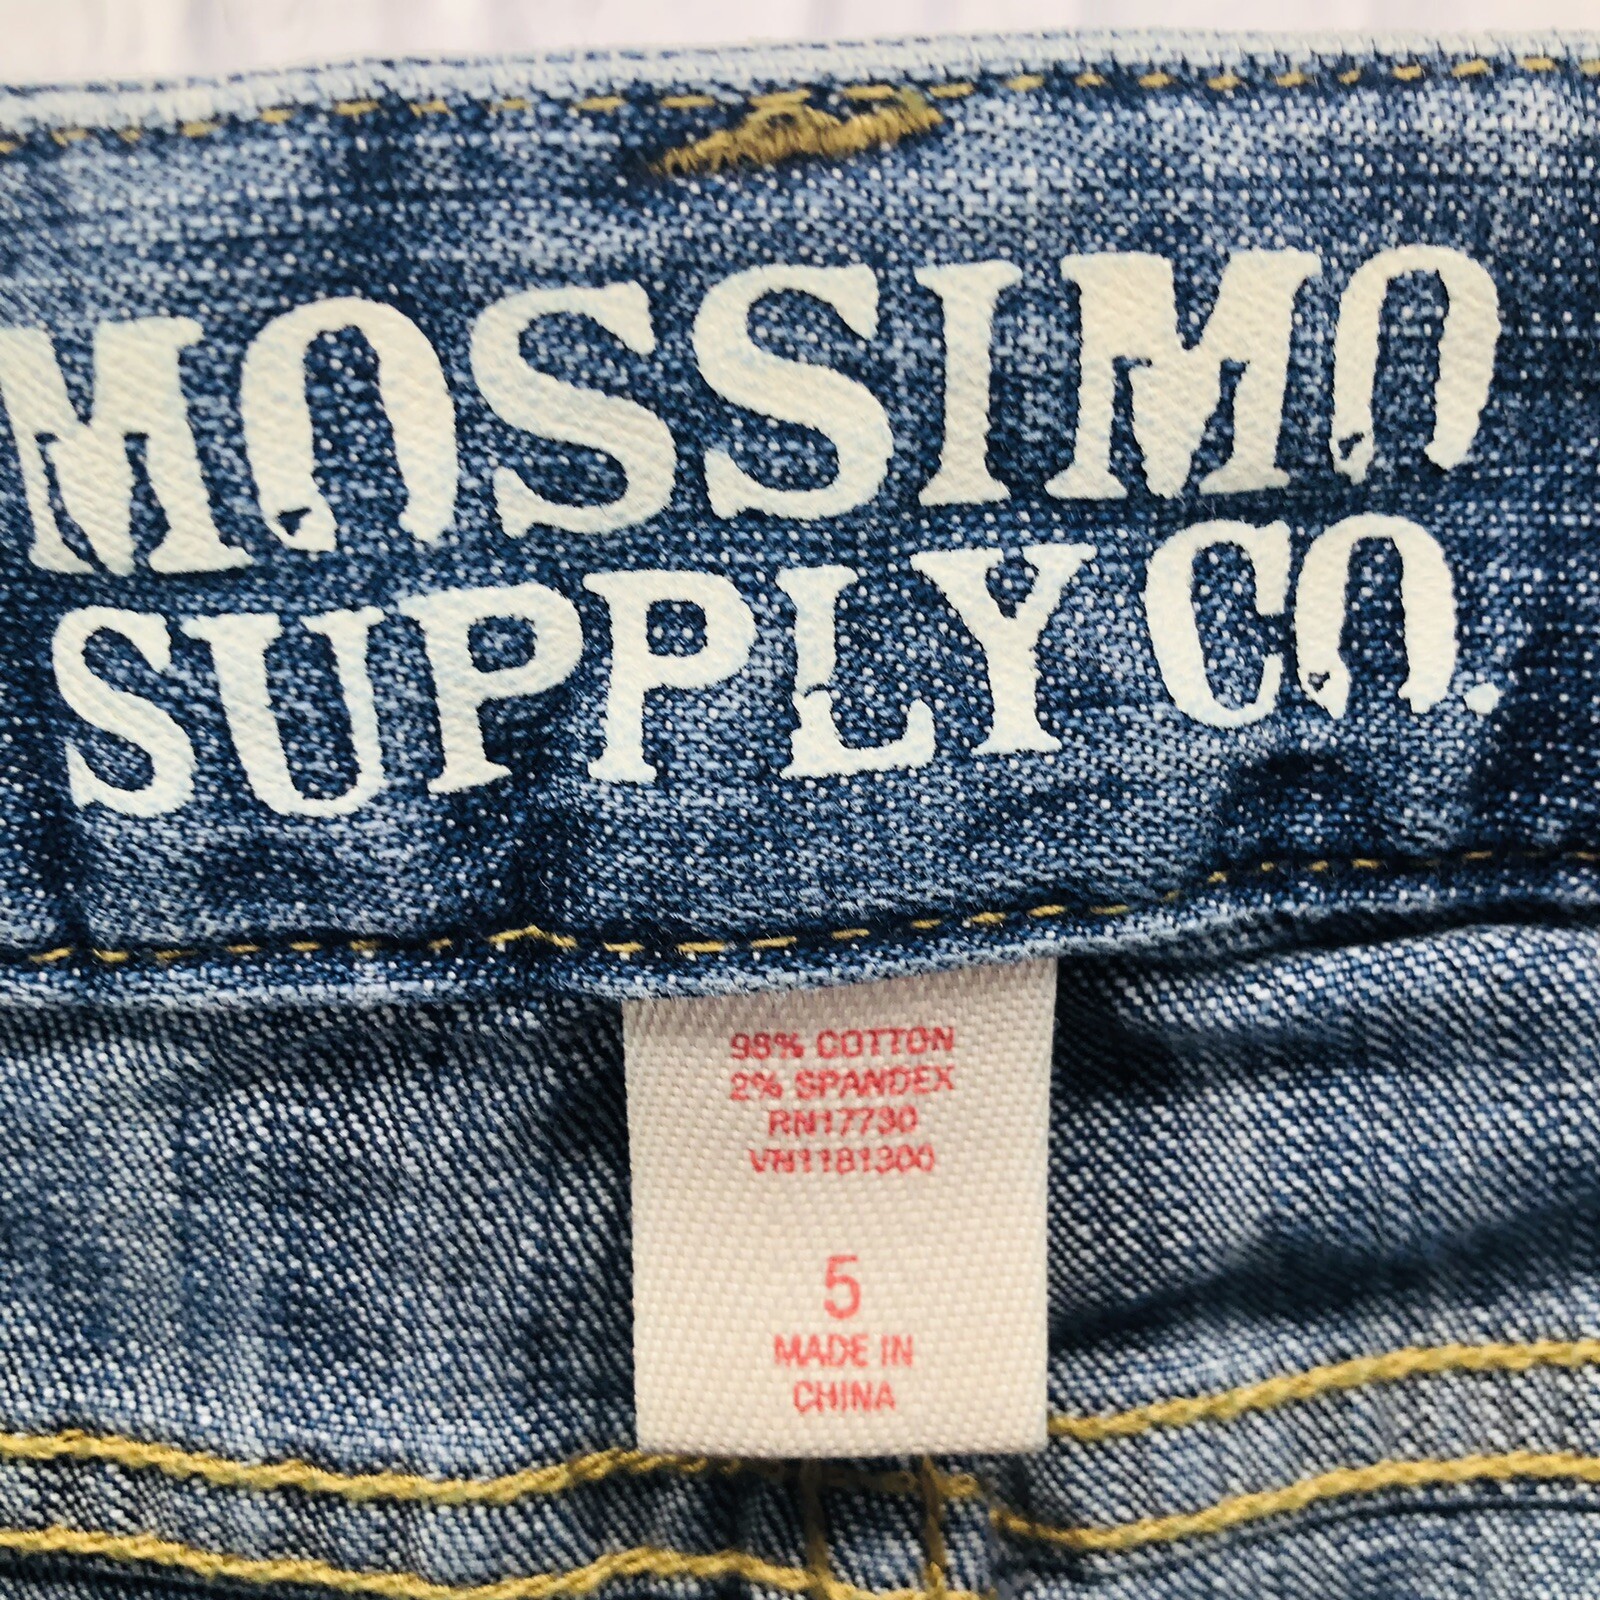 MOSSIMO
SUPPLY CO.
98% COTTON
2% SPANDEX
RN17730
VN1181300
5
MADE IN
CHINA